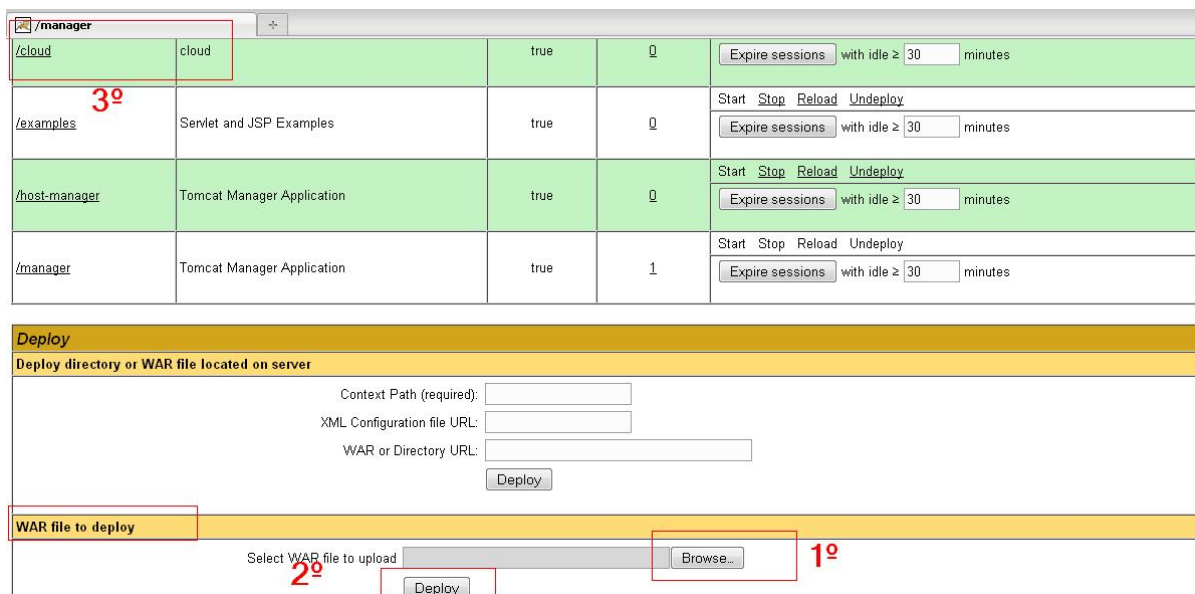 /manager
/cloud cloud true 0 Expire sessions with idle ≥ 30 minutes
3º
Start Stop Reload Undeploy
/examples Servlet and JSP Examples true 0 Expire sessions with idle ≥ 30 minutes
Start Stop Reload Undeploy
/host-manager Tomcat Manager Application true 0 Expire sessions with idle ≥ 30 minutes
Start Stop Reload Undeploy
/manager Tomcat Manager Application true 1 Expire sessions with idle ≥ 30 minutes
Deploy
Deploy directory or WAR file located on server
Context Path (required):
XML Configuration file URL:
WAR or Directory URL:
Deploy
WAR file to deploy
Select WAR file to upload Browse... 1º
2º Deploy